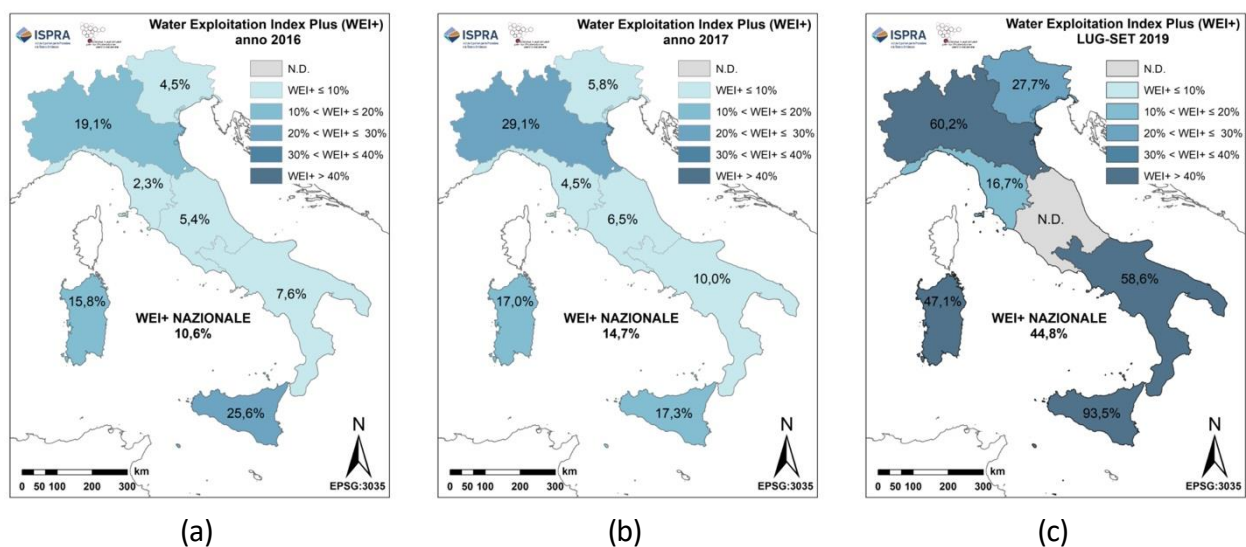 Water Exploitation Index Plus (WEI+)
anno 2016
ISPRA
N.D.
WEI+ ≤ 10%
10% < WEI+ ≤ 20%
20% < WEI+ ≤ 30%
30% < WEI+ ≤ 40%
WEI+ > 40%
4,5%
19,1%
2,3%
5,4%
7,6%
15,8%
WEI+ NAZIONALE
10,6%
25,6%
N
km
0 50 100 200 300
EPSG:3035
(a)
Water Exploitation Index Plus (WEI+)
anno 2017
ISPRA
N.D.
WEI+ ≤ 10%
10% < WEI+ ≤ 20%
20% < WEI+ ≤ 30%
30% < WEI+ ≤ 40%
WEI+ > 40%
5,8%
29,1%
4,5%
6,5%
10,0%
17,0%
WEI+ NAZIONALE
14,7%
17,3%
N
km
0 50 100 200 300
EPSG:3035
(b)
Water Exploitation Index Plus (WEI+)
LUG-SET 2019
ISPRA
N.D.
WEI+ ≤ 10%
10% < WEI+ ≤ 20%
20% < WEI+ ≤ 30%
30% < WEI+ ≤ 40%
WEI+ > 40%
27,7%
60,2%
16,7%
N.D.
58,6%
47,1%
WEI+ NAZIONALE
44,8%
93,5%
N
km
0 50 100 200 300
EPSG:3035
(c)